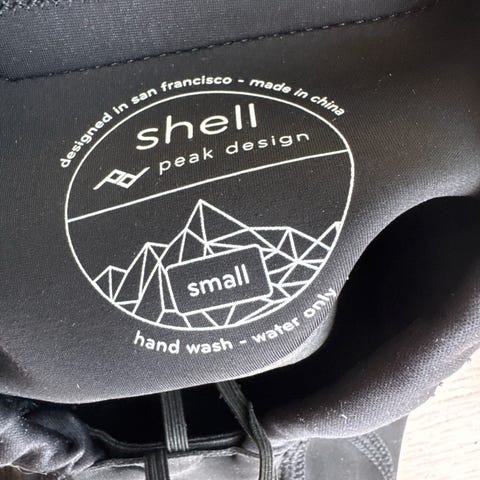 designed in san francisco - made in china
shell
peak design
small
hand wash - water only